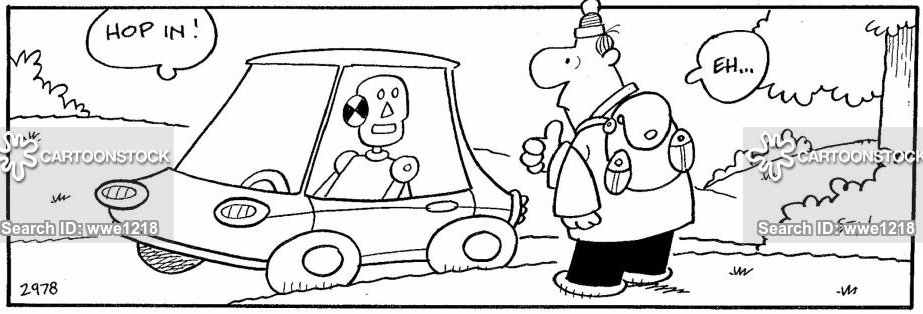 HOP IN!
EH...
CARTOONSTOCK
Search ID: wwe1218
CARTOONSTOCK
Search ID: wwe1218
2978